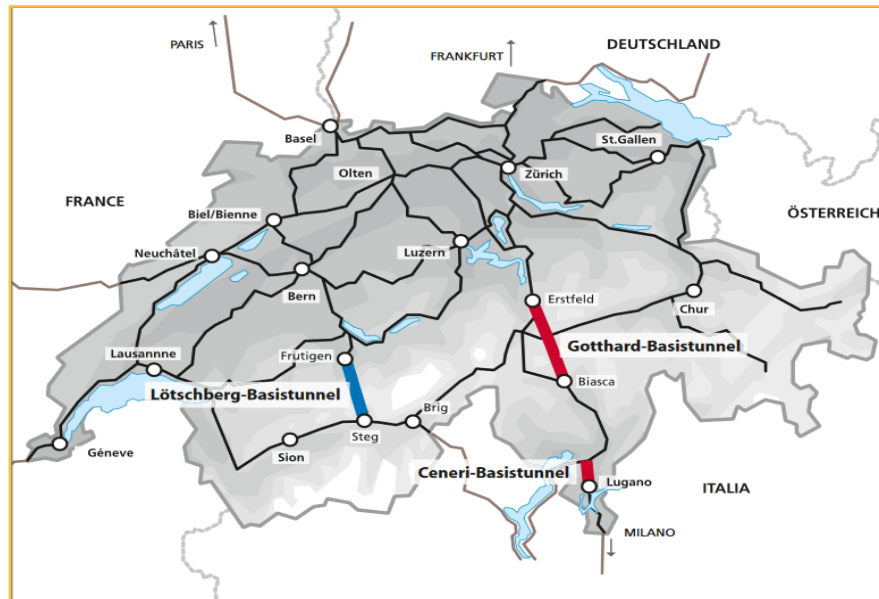 PARIS
FRANKFURT
DEUTSCHLAND
Basel
St.Gallen
Olten
Zürich
FRANCE
Biel/Bienne
ÖSTERREICH
Neuchâtel
Luzern
Bern
Erstfeld
Chur
Lausannne
Frutigen
Gotthard-Basistunnel
Biasca
Lötschberg-Basistunnel
Brig
Steg
Géneve
Sion
Ceneri-Basistunnel
Lugano
ITALIA
MILANO